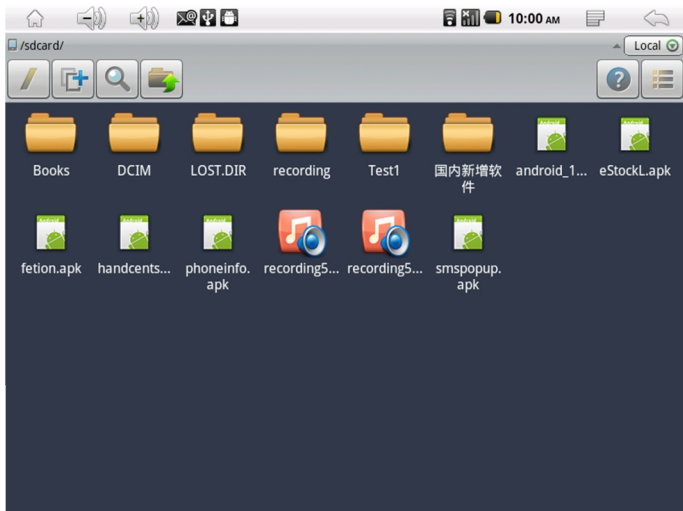 10:00 AM
/sdcard/
Local
Books
DCIM
LOST.DIR
recording
Test1
国内新增软
件
android_1...
eStockL.apk
fetion.apk
handcents...
phoneinfo.
apk
recording5...
recording5...
smspopup.
apk